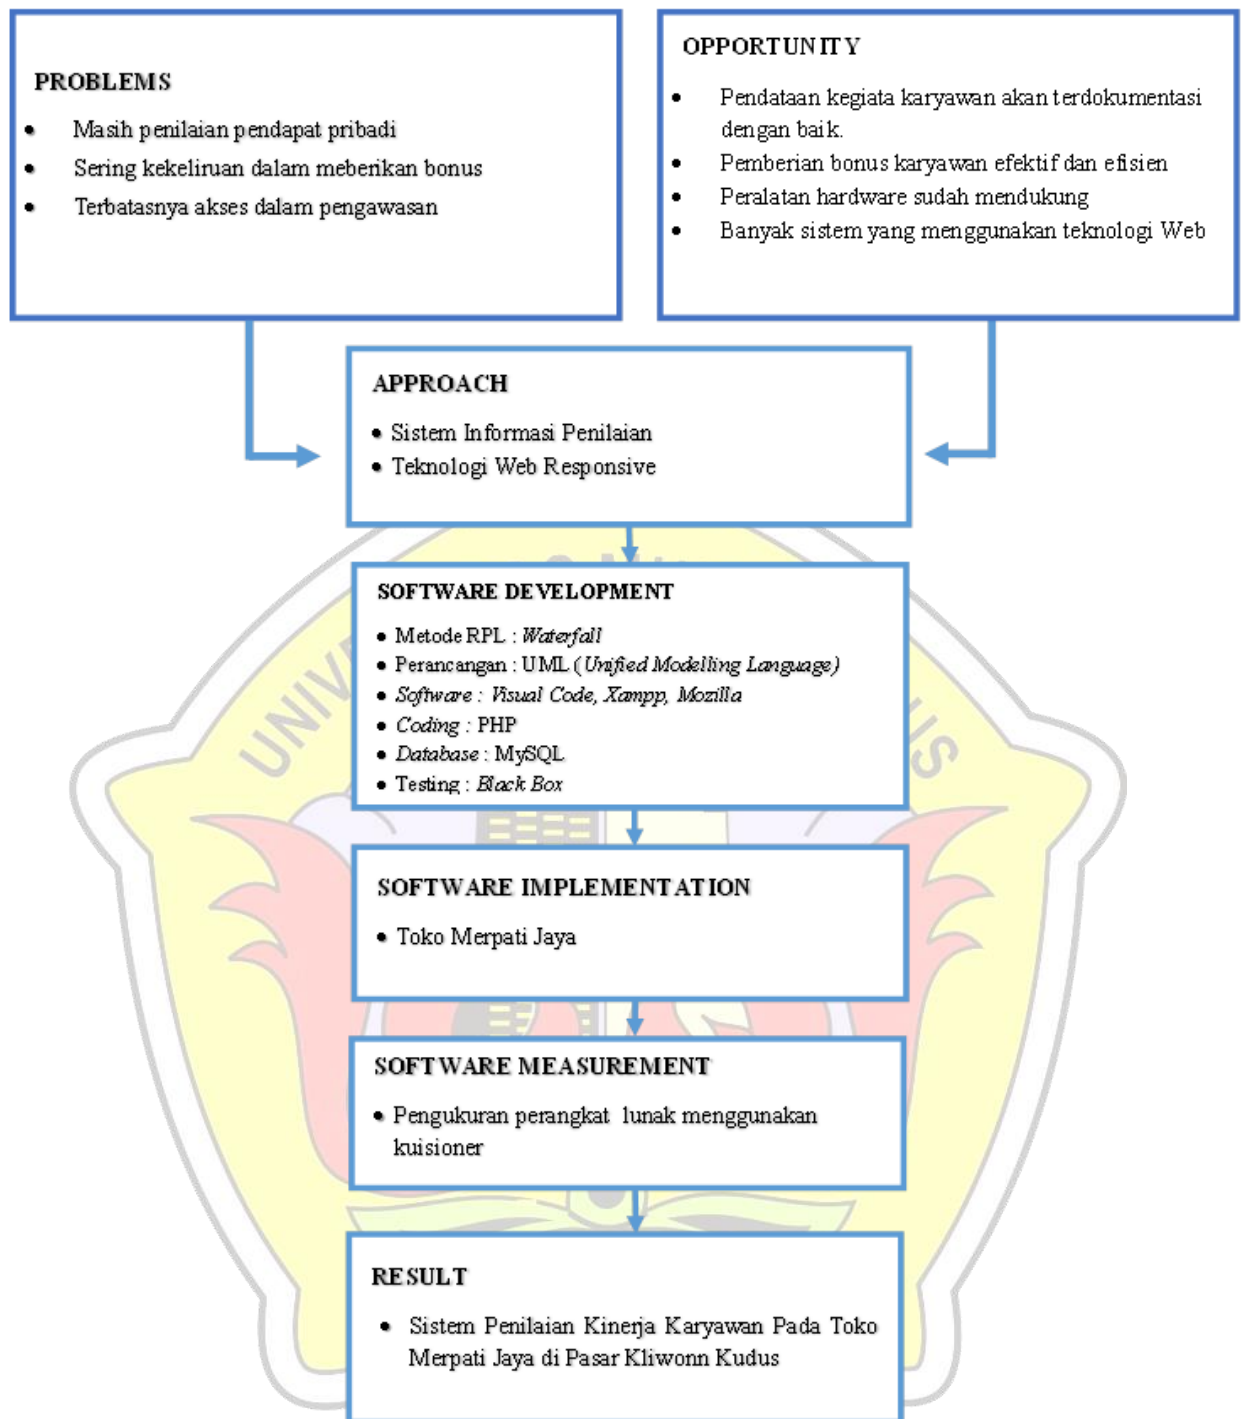 PROBLEMS
• Masih penilaian pendapat pribadi
• Sering kekeliruan dalam meberikan bonus
• Terbatasnya akses dalam pengawasan
OPPORTUNITY
• Pendataan kegiata karyawan akan terdokumentasi
dengan baik.
• Pemberian bonus karyawan efektif dan efisien
• Peralatan hardware sudah mendukung
• Banyak sistem yang menggunakan teknologi Web
APPROACH
• Sistem Informasi Penilaian
• Teknologi Web Responsive
SOFTWARE DEVELOPMENT
• Metode RPL : Waterfall
• Perancangan : UML (Unified Modelling Language)
• Software : Visual Code, Xampp, Mozilla
• Coding : PHP
• Database : MySQL
• Testing : Black Box
SOFTWARE IMPLEMENTATION
• Toko Merpati Jaya
SOFTWARE MEASUREMENT
• Pengukuran perangkat lunak menggunakan
kuisioner
RESULT
• Sistem Penilaian Kinerja Karyawan Pada Toko
Merpati Jaya di Pasar Kliwonn Kudus